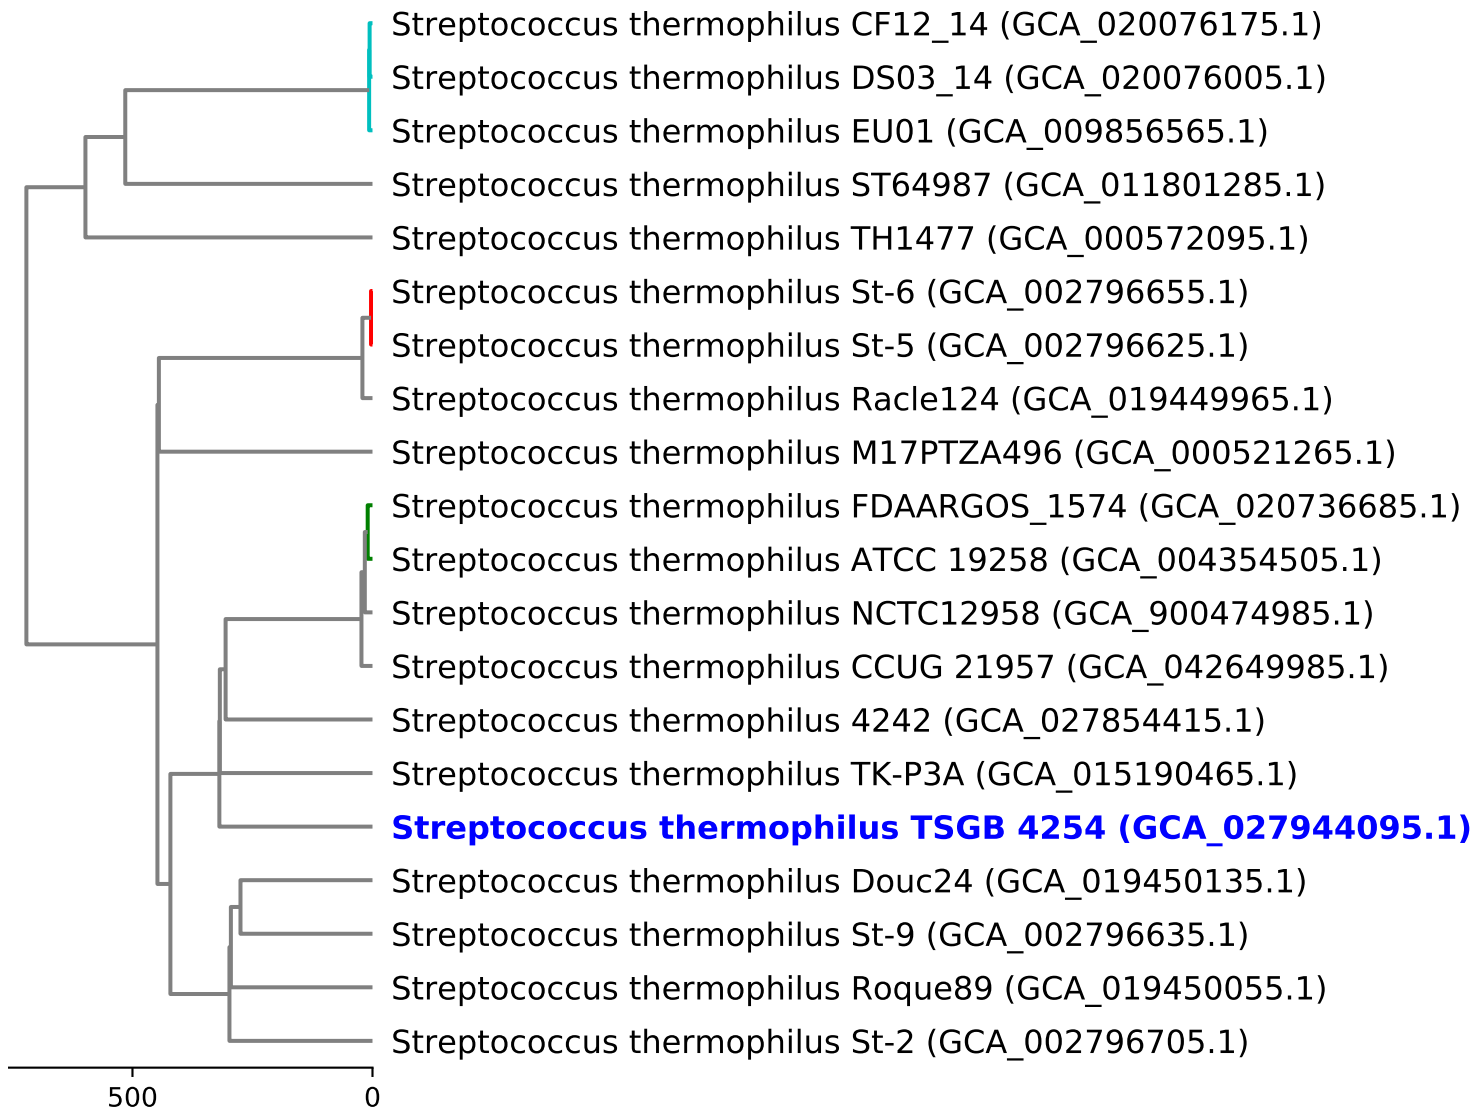 Streptococcus thermophilus CF12_14 (GCA_020076175.1)
Streptococcus thermophilus DS03_14 (GCA_020076005.1)
Streptococcus thermophilus EU01 (GCA_009856565.1)
Streptococcus thermophilus ST64987 (GCA_011801285.1)
Streptococcus thermophilus TH1477 (GCA_000572095.1)
Streptococcus thermophilus St-6 (GCA_002796655.1)
Streptococcus thermophilus St-5 (GCA_002796625.1)
Streptococcus thermophilus Racle124 (GCA_019449965.1)
Streptococcus thermophilus M17PTZA496 (GCA_000521265.1)
Streptococcus thermophilus FDAARGOS_1574 (GCA_020736685.1)
Streptococcus thermophilus ATCC 19258 (GCA_004354505.1)
Streptococcus thermophilus NCTC12958 (GCA_900474985.1)
Streptococcus thermophilus CCUG 21957 (GCA_042649985.1)
Streptococcus thermophilus 4242 (GCA_027854415.1)
Streptococcus thermophilus TK-P3A (GCA_015190465.1)
Streptococcus thermophilus TSGB 4254 (GCA_027944095.1)
Streptococcus thermophilus Douc24 (GCA_019450135.1)
Streptococcus thermophilus St-9 (GCA_002796635.1)
Streptococcus thermophilus Roque89 (GCA_019450055.1)
Streptococcus thermophilus St-2 (GCA_002796705.1)
500 0